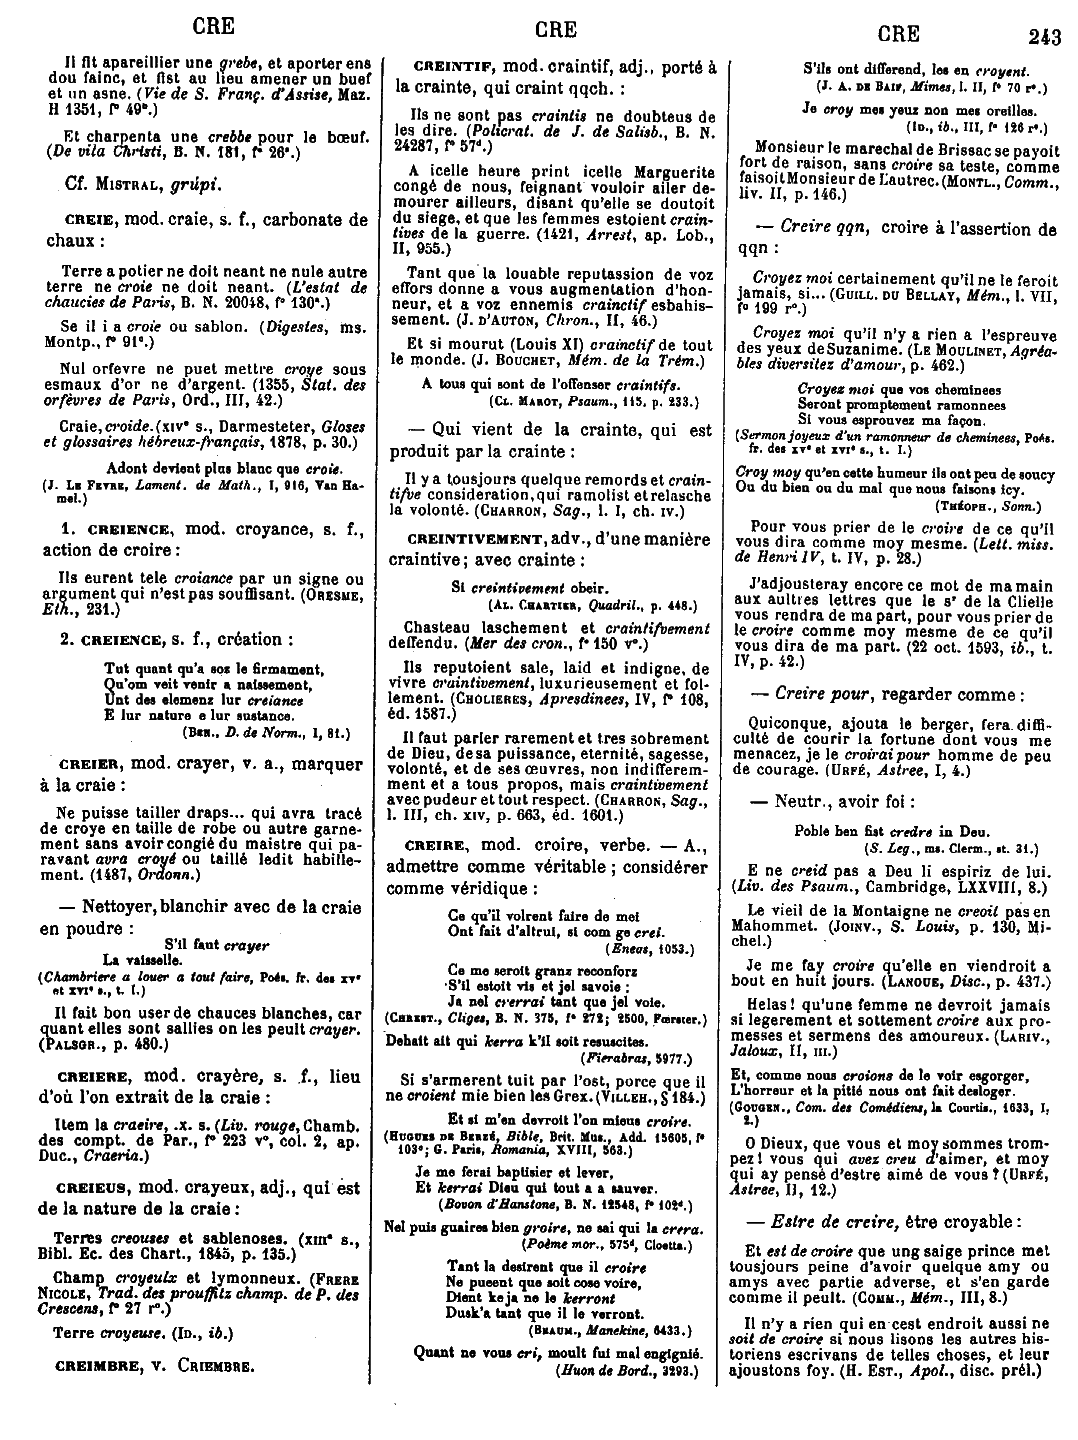 CRE
CRE
CRE
243
Il fit apareillier une grebe, et aporter ens
dou fainc, et fist au lieu amener un buef
et un asne. (Vie de S. Franç. d'Assise, Maz.
H 1351, f° 49ª.)
Et charpenta une crebbe pour le bœuf.
(De vita Christi, B. N. 181, f° 26ª.)
Cf. MISTRAL, grúpi.
CREIE, mod. craie, s. f., carbonate de
chaux :
Terre a potier ne doit neant ne nule autre
terre ne croie ne doit neant. (L'estat de
chaucies de Paris, B. N. 20048, f° 130ª.)
Se il i a croie ou sablon. (Digestes, ms.
Montp., f° 91ª.)
Nul orfevre ne puet mettre croye sous
esmaux d'or ne d'argent. (1355, Stat. des
orfèvres de Paris, Ord., III, 42.)
Craie, croide. (XIVe s., Darmesteter, Gloses
et glossaires hébreux-français, 1878, p. 30.)
Adont devient plus blanc que croie.
(J. LE FEVRE, Lament. de Math., I, 916, Van Ha-
mel.)
1. CREIENCE, mod. croyance, s. f.,
action de croire :
Ils eurent tele croiance par un signe ou
argument qui n'est pas souffisant. (ORESME,
Eth., 231.)
2. CREIENCE, s. f., création :
Tut quant qu'a soz le firmament,
Qu'om veit venir a naissement,
Unt des elemenz lur creiance
E lur nature e lur sustance.
(BEN., D. de Norm., I, 81.)
CREIER, mod. crayer, v. a., marquer
à la craie :
Ne puisse tailler draps... qui avra tracé
de croye en taille de robe ou autre garne-
ment sans avoir congié du maistre qui pa-
ravant avra croyé ou taillé ledit habille-
ment. (1487, Ordonn.)
— Nettoyer, blanchir avec de la craie
en poudre :
S'il faut crayer
La vaisselle.
(Chambriere a louer a tout faire, Poés. fr. des XVe
et XVIe s., t. I.)
Il fait bon user de chauces blanches, car
quant elles sont sallies on les peult crayer.
(PALSGR., p. 480.)
CREIERE, mod. crayère, s. f., lieu
d'où l'on extrait de la craie :
Item la craeire, .x. s. (Liv. rouge, Chamb.
des compt. de Par., f° 223 v°, col. 2, ap.
Duc., Craeria.)
CREIEUS, mod. crayeux, adj., qui est
de la nature de la craie :
Terres creouses et sablenoses. (XIIIe s.,
Bibl. Ec. des Chart., 1845, p. 135.)
Champ croyeulx et lymonneux. (FRERE
NICOLE, Trad. des prouffitz champ. de P. des
Crescens, f° 27 r°.)
Terre croyeuse. (ID., ib.)
CREIMBRE, V. CRIEMBRE.
CREINTIF, mod. craintif, adj., porté à
la crainte, qui craint qqch. :
Ils ne sont pas craintis ne doubteus de
les dire. (Policrat. de J. de Salisb., B. N.
24287, f° 57d.)
A icelle heure print icelle Marguerite
congé de nous, feignant vouloir aller de-
mourer ailleurs, disant qu'elle se doutoit
du siege, et que les femmes estoient crain-
tives de la guerre. (1421, Arrest, ap. Lob.,
II, 955.)
Tant que la louable reputassion de voz
effors donne a vous augmentation d'hon-
neur, et a voz ennemis crainctif esbahis-
sement. (J. D'AUTON, Chron., II, 46.)
Et si mourut (Louis XI) crainctif de tout
le monde. (J. BOUCHET, Mém. de la Trém.)
A tous qui sont de l'offenser craintifs.
(CL. MAROT, Psaum., 115. p. 233.)
— Qui vient de la crainte, qui est
produit par la crainte :
Il y a tousjours quelque remords et crain-
tifve consideration, qui ramolist et relasche
la volonté. (CHARRON, Sag., l. I, ch. IV.)
CREINTIVEMENT, adv., d'une manière
craintive ; avec crainte :
Si creintivement obeir.
(AL. CHARTIER, Quadril., p. 448.)
Chasteau laschement et craintifvement
deffendu. (Mer des cron., f° 150 v°.)
Ils reputoient sale, laid et indigne, de
vivre craintivement, luxurieusement et fol-
lement. (CHOLIERES, Apresdinees, IV, f° 108,
éd. 1587.)
Il faut parler rarement et tres sobrement
de Dieu, de sa puissance, eternité, sagesse,
volonté, et de ses œuvres, non indifferem-
ment et a tous propos, mais craintivement
avec pudeur et tout respect. (CHARRON, Sag.,
l. III, ch. XIV, p. 663, éd. 1601.)
CREIRE, mod. croire, verbe. — A.,
admettre comme véritable ; considérer
comme véridique :
Ce qu'il volrent faire de mei
Ont fait d'altrui, si com ge crei.
(Eneas, 1053.)
Ce me seroit granz reconforz
S'il estoit vis et jel savoie :
Ja nel crerrai tant que jel voie.
(CHREST., Cliges, B. N. 375, f° 272; 2500, Fœrster.)
Dehait ait qui kerra k'il soit resuscites.
(Fierabras, 5977.)
Si s'armerent tuit par l'ost, porce que il
ne croient mie bien les Grex. (VILLEH., § 184.)
Et si m'en devroit l'on mieus croire.
(HUGUES DE BERZÉ, Bible, Brit. Mus., Add. 15605, f°
103ª; G. Paris, Romania, XVIII, 563.)
Je me ferai baptisier et lever,
Et kerrai Dieu qui tout a a sauver.
(Bovon d'Hanstone, B. N. 12548, f° 102d.)
Nel puis guaires bien groire, ne sai qui la crera.
(Poème mor., 575d, Cloetta.)
Tant la desirent que il croire
Ne pueent que soit cose voire,
Dient ke ja ne le kerront
Dusk'a tant que il le verront.
(BEAUM., Manekine, 6433.)
Quant ne vous cri, moult fui mal engignié.
(Huon de Bord., 3293.)
S'ils ont differend, les en croyent.
(J. A. DE BAIF, Mimes, l. II, f° 70 r°.)
Je croy mes yeux non mes oreilles.
(ID., ib., III, f° 126 r°.)
Monsieur le mareschal de Brissac se payoit
fort de raison, sans croire sa teste, comme
faisoit Monsieur de Lautrec. (MONTL., Comm.,
liv. II, p. 146.)
— Creire qqn, croire à l'assertion de
qqn :
Croyez moi certainement qu'il ne le feroit
jamais, si... (GUILL. DU BELLAY, Mém., l. VII,
f° 199 r°.)
Croyez moi qu'il n'y a rien a l'espreuve
des yeux de Suzanime. (LE MOULINET, Agréa-
bles diversitez d'amour, p. 462.)
Croyez moi que vos cheminees
Seront promptement ramonnees
Si vous esprouvez ma façon.
(Sermon joyeux d'un ramonneur de cheminees, Poés.
fr. des XVe et XVIe s., t. I.)
Croy moy qu'en cette humeur ils ont peu de soucy
Ou du bien ou du mal que nous faisons icy.
(THÉOPH., Sonn.)
Pour vous prier de le croire de ce qu'il
vous dira comme moy mesme. (Lett. miss.
de Henri IV, t. IV, p. 28.)
J'adjousteray encore ce mot de ma main
aux aultres lettres que le sr de la Clielle
vous rendra de ma part, pour vous prier de
le croire comme moy mesme de ce qu'il
vous dira de ma part. (22 oct. 1593, ib., t.
IV, p. 42.)
— Creire pour, regarder comme :
Quiconque, ajouta le berger, fera diffi-
culté de courir la fortune dont vous me
menacez, je le croirai pour homme de peu
de courage. (URFÉ, Astree, I, 4.)
— Neutr., avoir foi :
Poble ben fist credre in Deu.
(S. Leg., ms. Clerm., st. 31.)
E ne creid pas a Deu li espiriz de lui.
(Liv. des Psaum., Cambridge, LXXVIII, 8.)
Le vieil de la Montaigne ne creoit pas en
Mahommet. (JOINV., S. Louis, p. 130, Mi-
chel.)
Je me fay croire qu'elle en viendroit a
bout en huit jours. (LANOUE, Disc., p. 437.)
Helas ! qu'une femme ne devroit jamais
si legerement et sottement croire aux pro-
messes et sermens des amoureux. (LARIV.,
Jaloux, II, III.)
Et, comme nous croions de le voir esgorger,
L'horreur et la pitié nous ont fait desloger.
(GOUGEN., Com. des Comédiens, la Courtis., 1633, I,
2.)
O Dieux, que vous et moy sommes trom-
pez ! vous qui avez creu d'aimer, et moy
qui ay pensé d'estre aimé de vous ? (URFÉ,
Astree, II, 12.)
— Estre de creire, être croyable :
Et est de croire que ung saige prince met
tousjours peine d'avoir quelque amy ou
amys avec partie adverse, et s'en garde
comme il peult. (COMM., Mém., III, 8.)
Il n'y a rien qui en cest endroit aussi ne
soit de croire si nous lisons les autres his-
toriens escrivans de telles choses, et leur
ajoustons foy. (H. EST., Apol., disc. prél.)